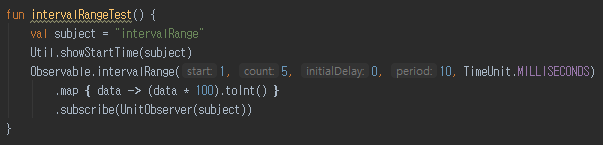 fun intervalRangeTest() {
val subject = "intervalRange"
Util.showStartTime(subject)
Observable.intervalRange( start: 1, count: 5, initialDelay: 0, period: 10, TimeUnit.MILLISECONDS)
.map { data -> (data * 100).toInt() }
.subscribe(UnitObserver(subject))
}